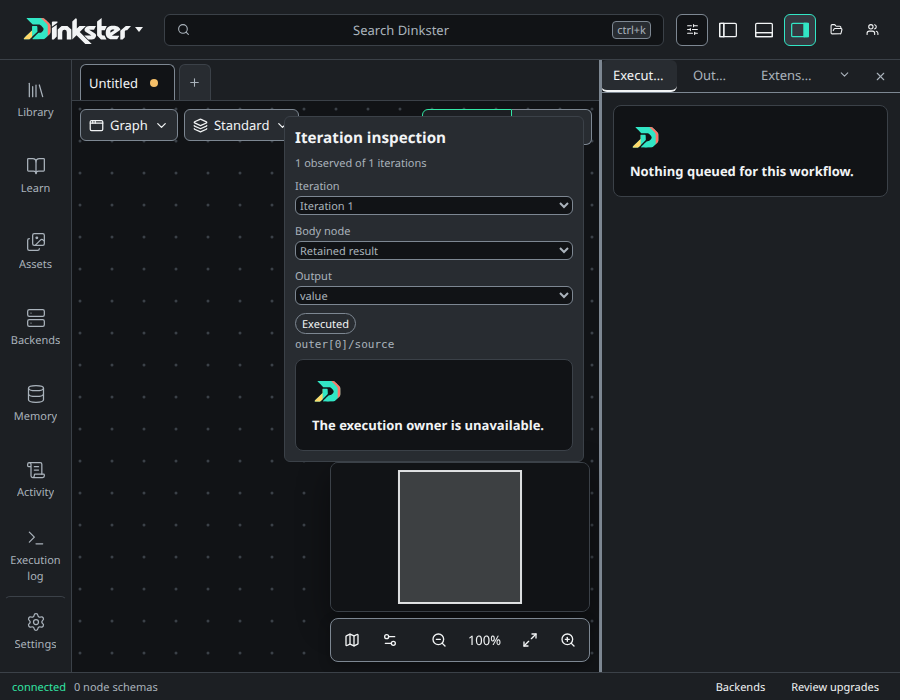 Dinkster
Search Dinkster
ctrl+k
Library
Learn
Assets
Backends
Memory
Activity
Execution
log
Settings
Untitled
Graph
Standard
Iteration inspection
1 observed of 1 iterations
Iteration
Iteration 1
Body node
Retained result
Output
value
Executed
outer[0]/source
The execution owner is unavailable.
100%
Execut...
Out...
Extens...
Nothing queued for this workflow.
connected
0 node schemas
Backends
Review upgrades